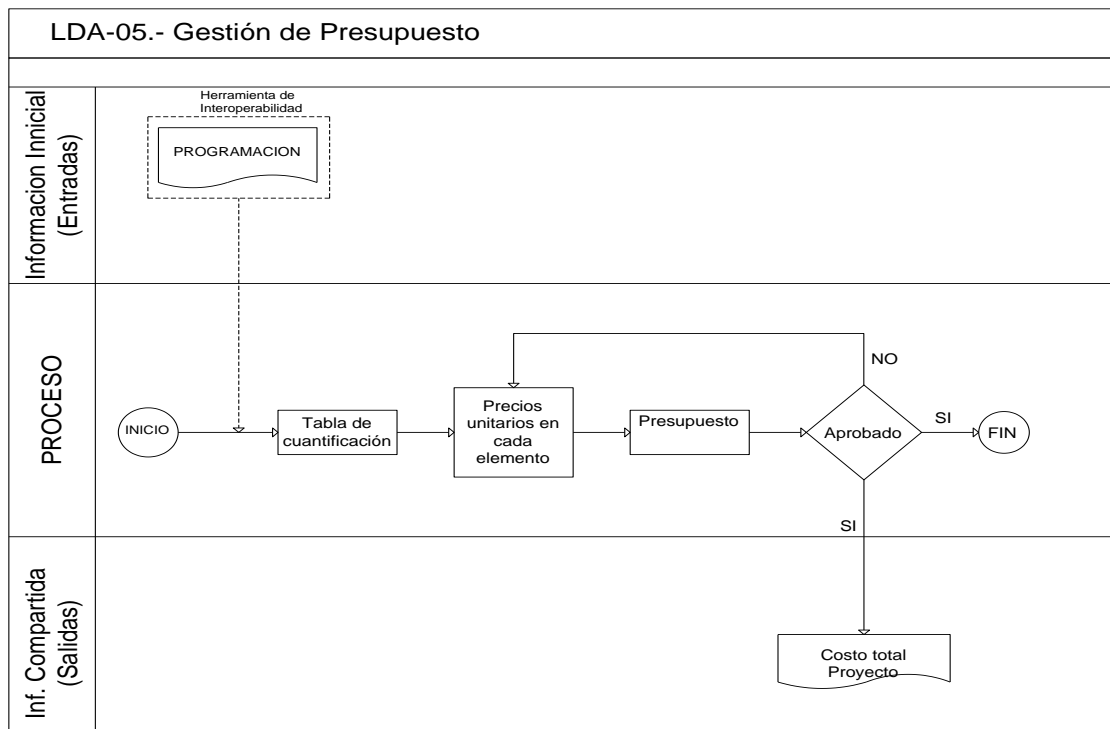 LDA-05.- Gestión de Presupuesto
Informacion Innicial
(Entradas)
Herramienta de
Interoperabilidad
PROGRAMACION
PROCESO
INICIO
Tabla de
cuantificación
Precios
unitarios en
cada
elemento
Presupuesto
Aprobado
NO
SI
FIN
SI
Inf. Compartida
(Salidas)
Costo total
Proyecto